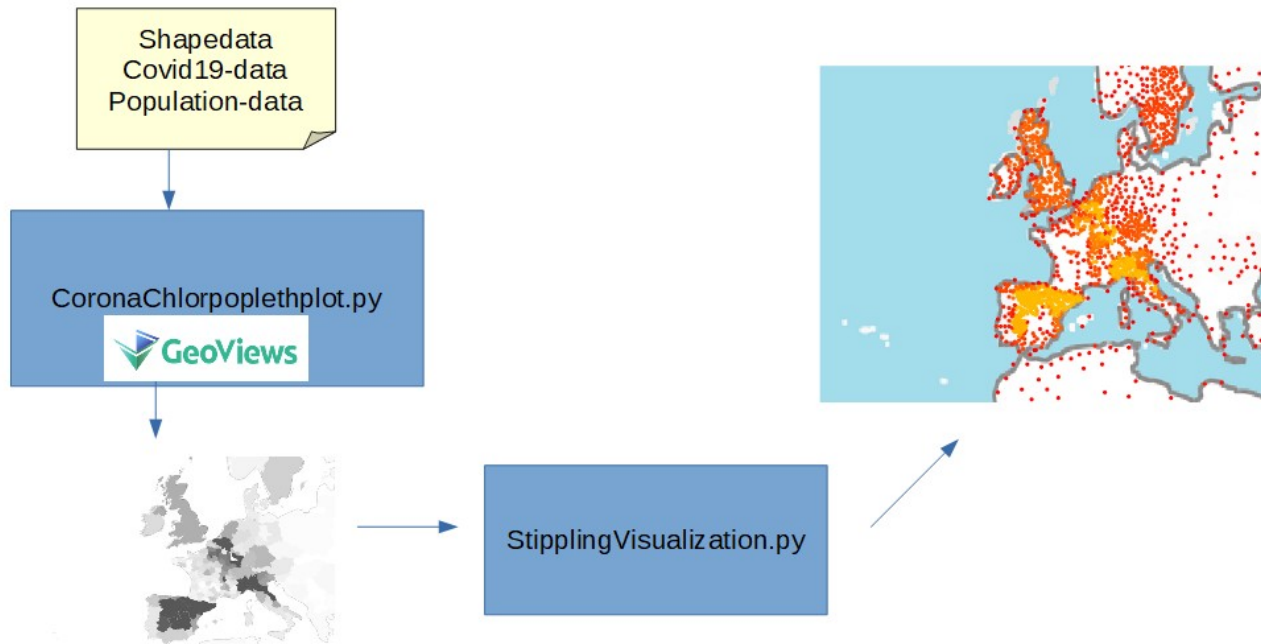 Shapedata
Covid19-data
Population-data
CoronaChlorpoplethplot.py
GeoViews
StipplingVisualization.py